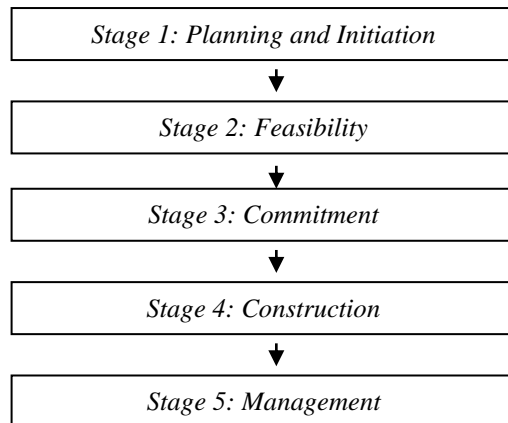 Stage 1: Planning and Initiation
Stage 2: Feasibility
Stage 3: Commitment
Stage 4: Construction
Stage 5: Management